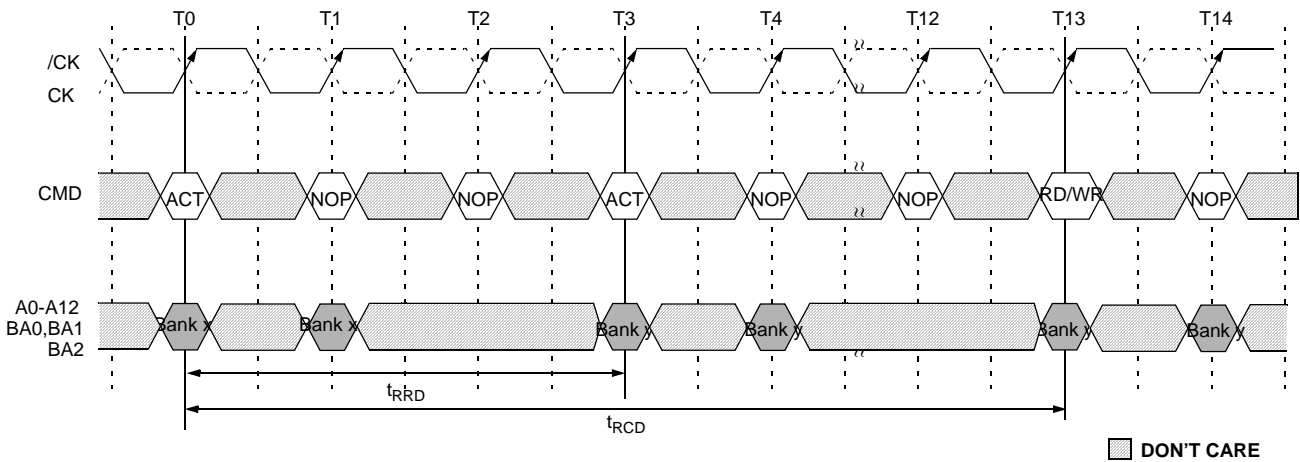 T0 T1 T2 T3 T4 T12 T13 T14
/CK
CK
CMD ACT NOP NOP ACT NOP NOP RD/WR NOP
A0-A12
BA0,BA1
BA2
Bank x Bank x Bank y Bank y Bank y Bank y
tRRD
tRCD
DON'T CARE